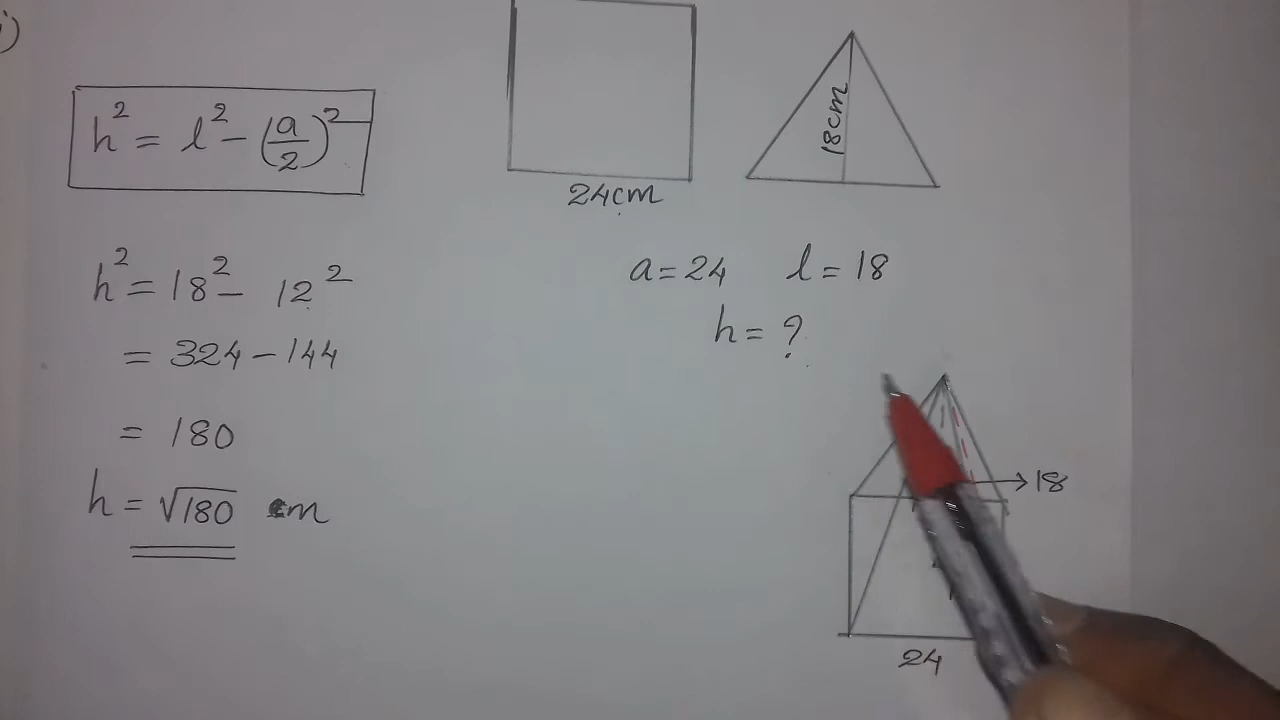 i)
h² = l² - (a/2)²
24cm
18cm
h² = 18² - 12²
= 324 - 144
= 180
h = √180 cm
a = 24 l = 18
h = ?
18
24